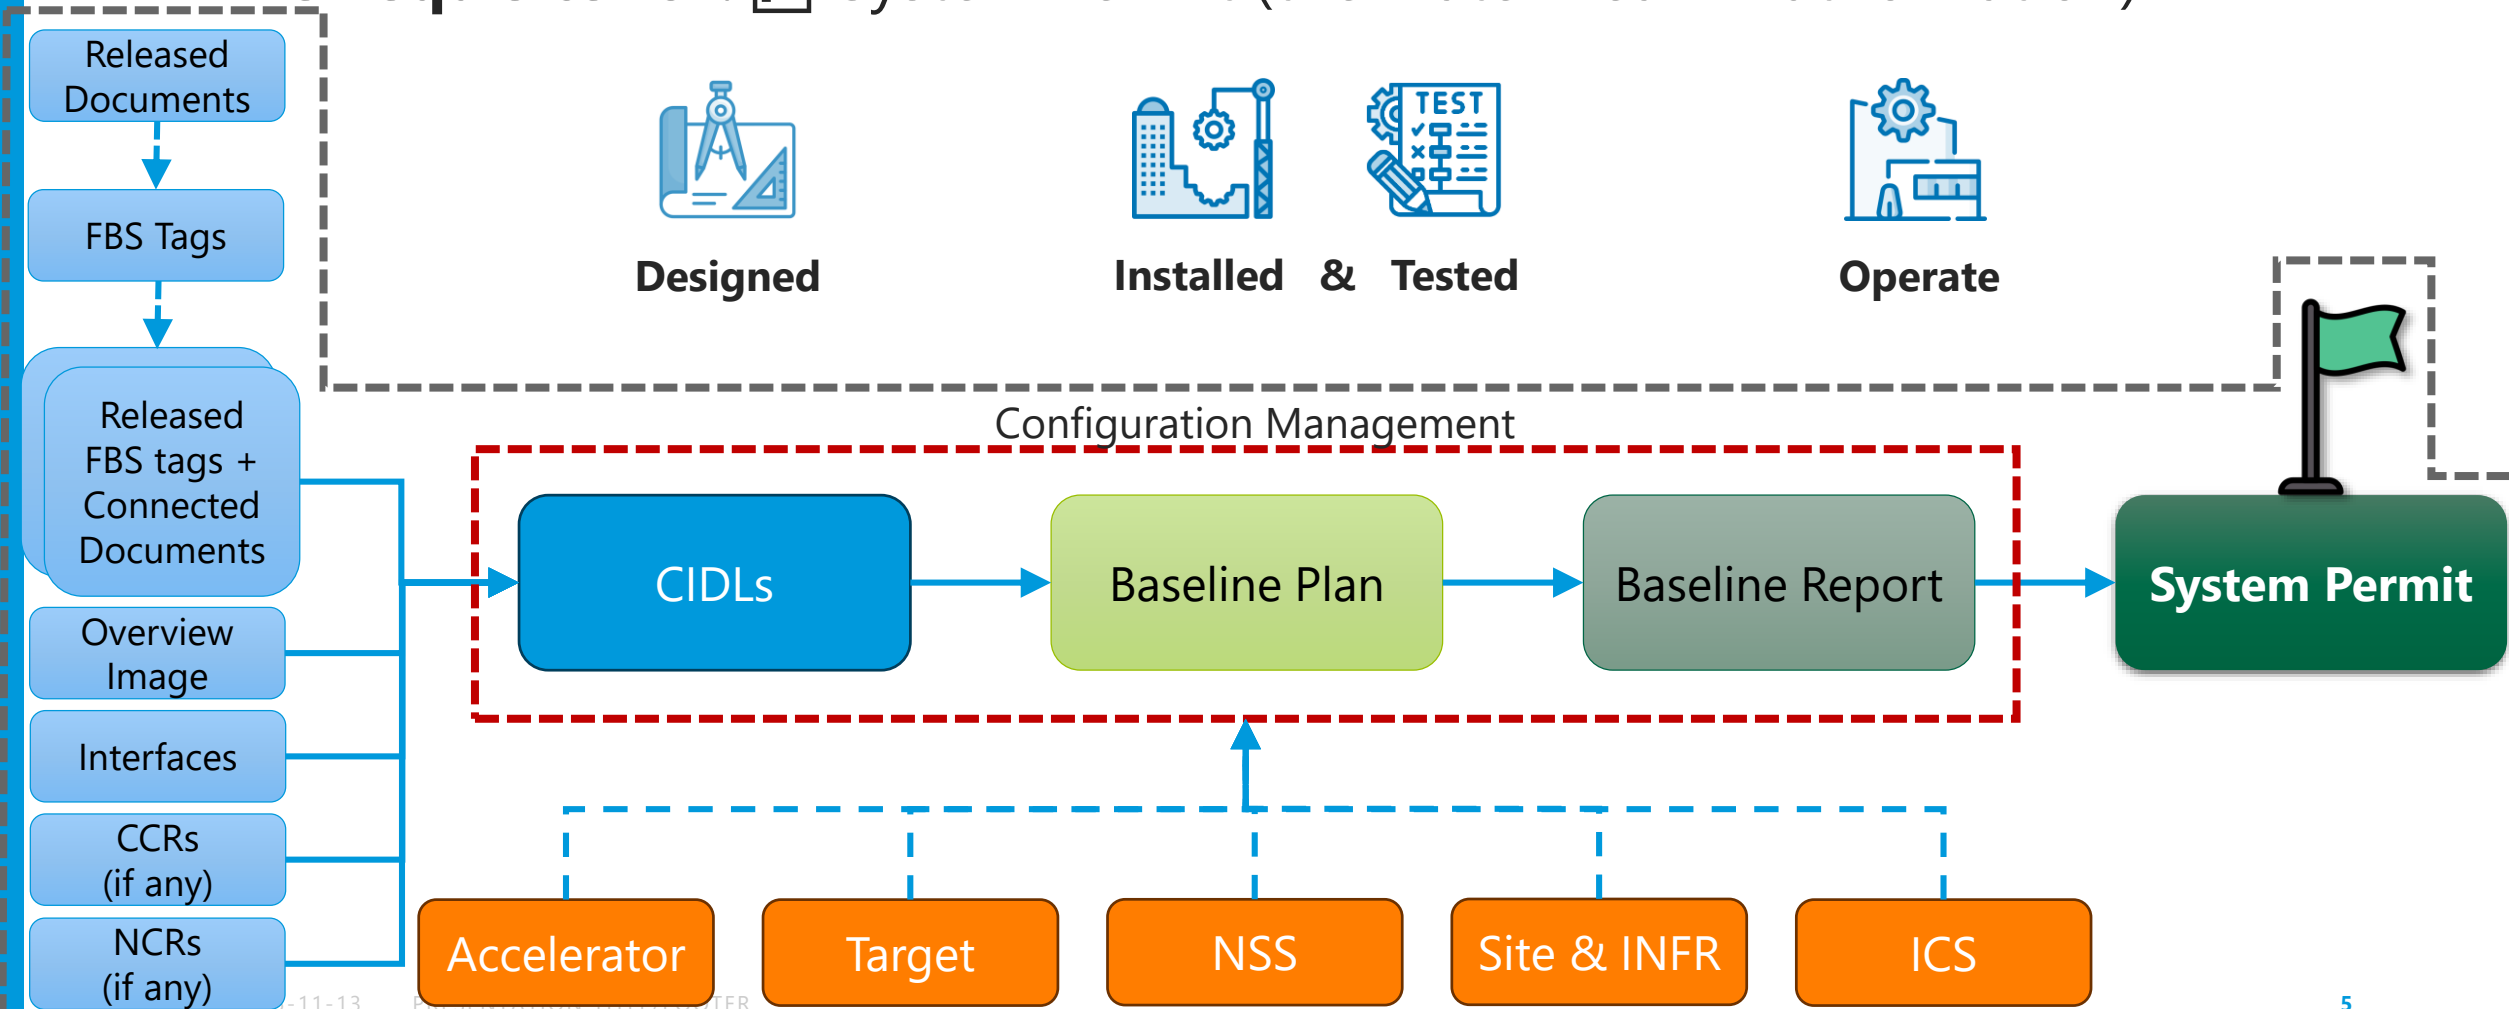 Released
Documents
FBS Tags
Released
FBS tags +
Connected
Documents
Overview
Image
Interfaces
CCRs
(if any)
NCRs
(if any)
TEST
Designed
Installed & Tested
Operate
Configuration Management
CIDLs
Baseline Plan
Baseline Report
System Permit
Accelerator
Target
NSS
Site & INFR
ICS
-11-13
5